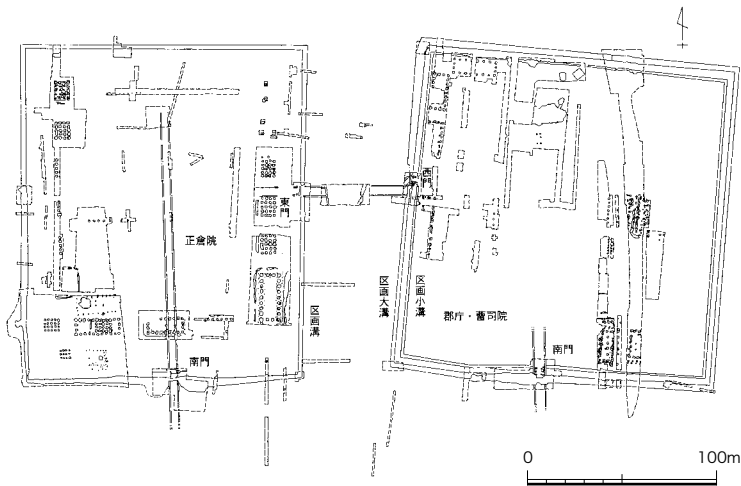 正倉院
東門
南門
区画溝
区画大溝
区画小溝
西門
郡庁・曹司院
南門
0 100m